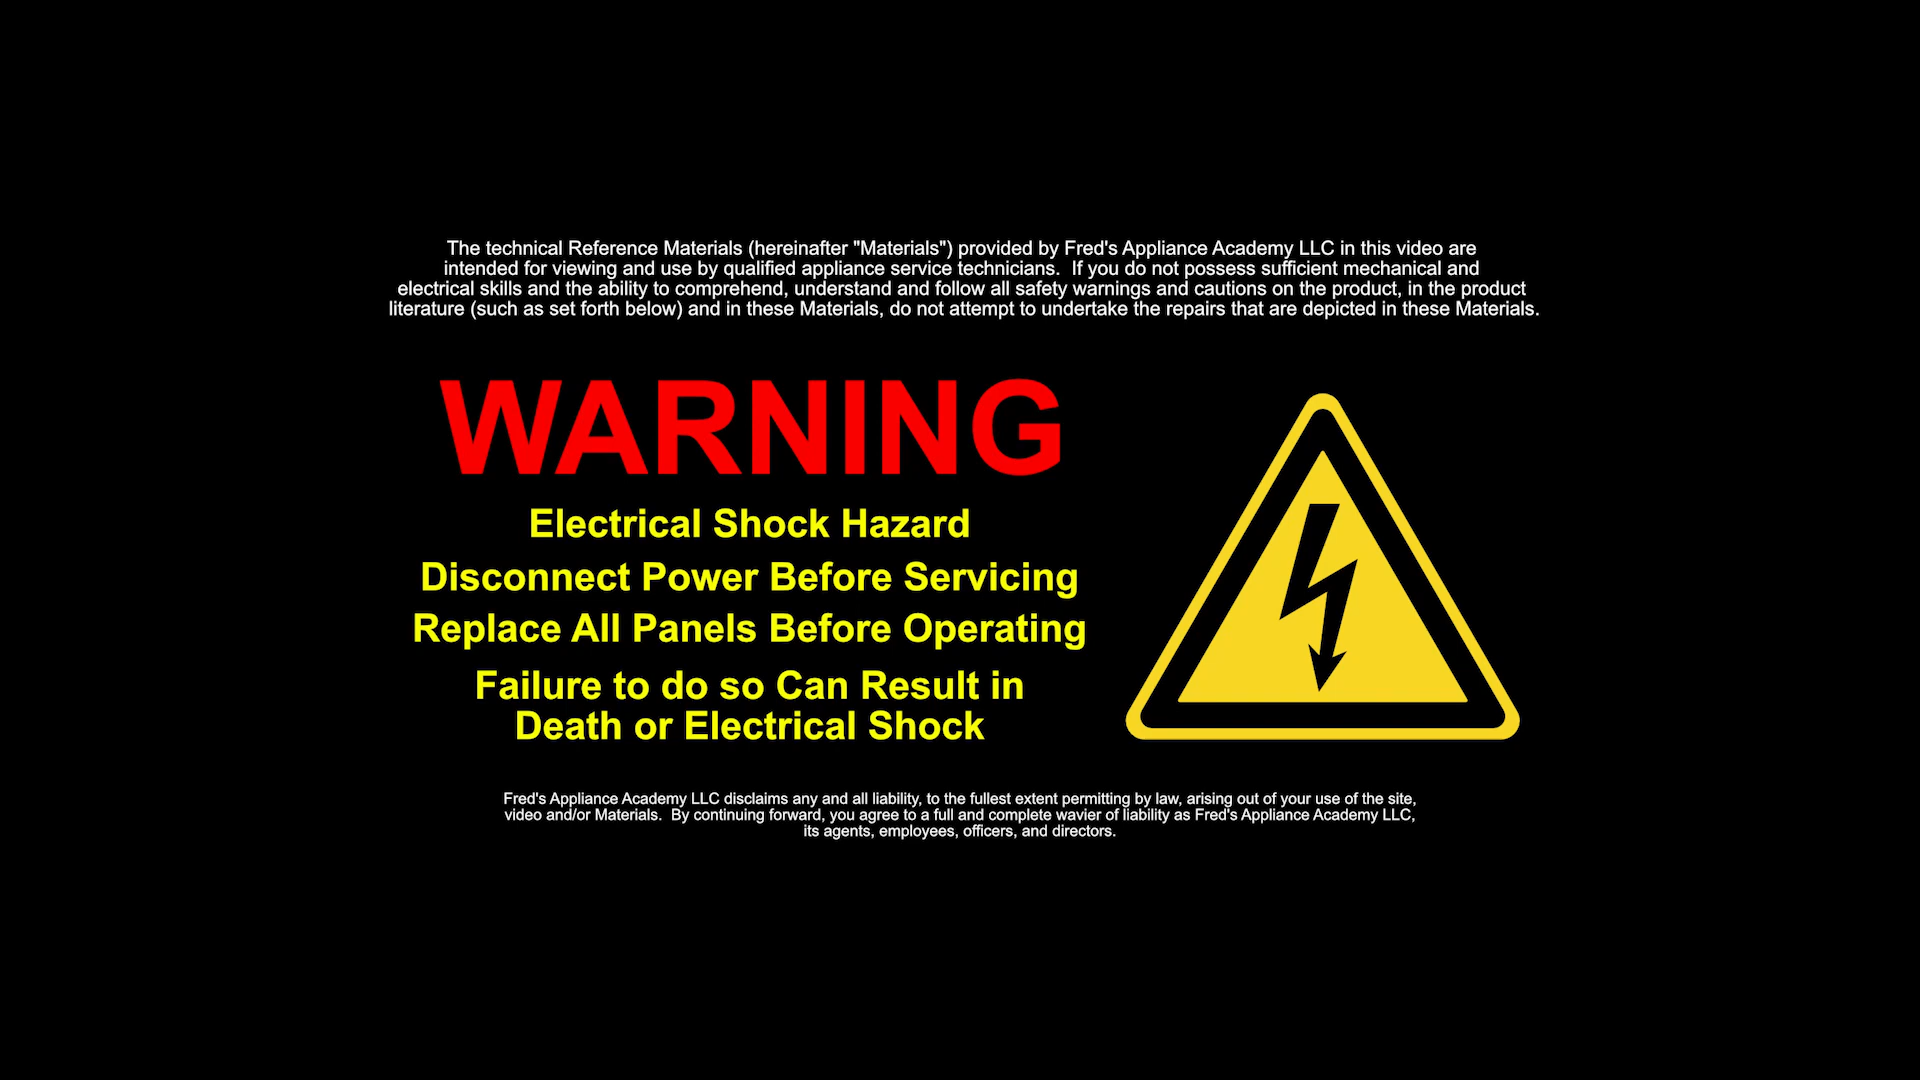 The technical Reference Materials (hereinafter "Materials") provided by Fred's Appliance Academy LLC in this video are
intended for viewing and use by qualified appliance service technicians.  If you do not possess sufficient mechanical and
electrical skills and the ability to comprehend, understand and follow all safety warnings and cautions on the product, in the product
literature (such as set forth below) and in these Materials, do not attempt to undertake the repairs that are depicted in these Materials.
WARNING
Electrical Shock Hazard
Disconnect Power Before Servicing
Replace All Panels Before Operating
Failure to do so Can Result in
Death or Electrical Shock
Fred's Appliance Academy LLC disclaims any and all liability, to the fullest extent permitting by law, arising out of your use of the site,
video and/or Materials.  By continuing forward, you agree to a full and complete wavier of liability as Fred's Appliance Academy LLC,
its agents, employees, officers, and directors.